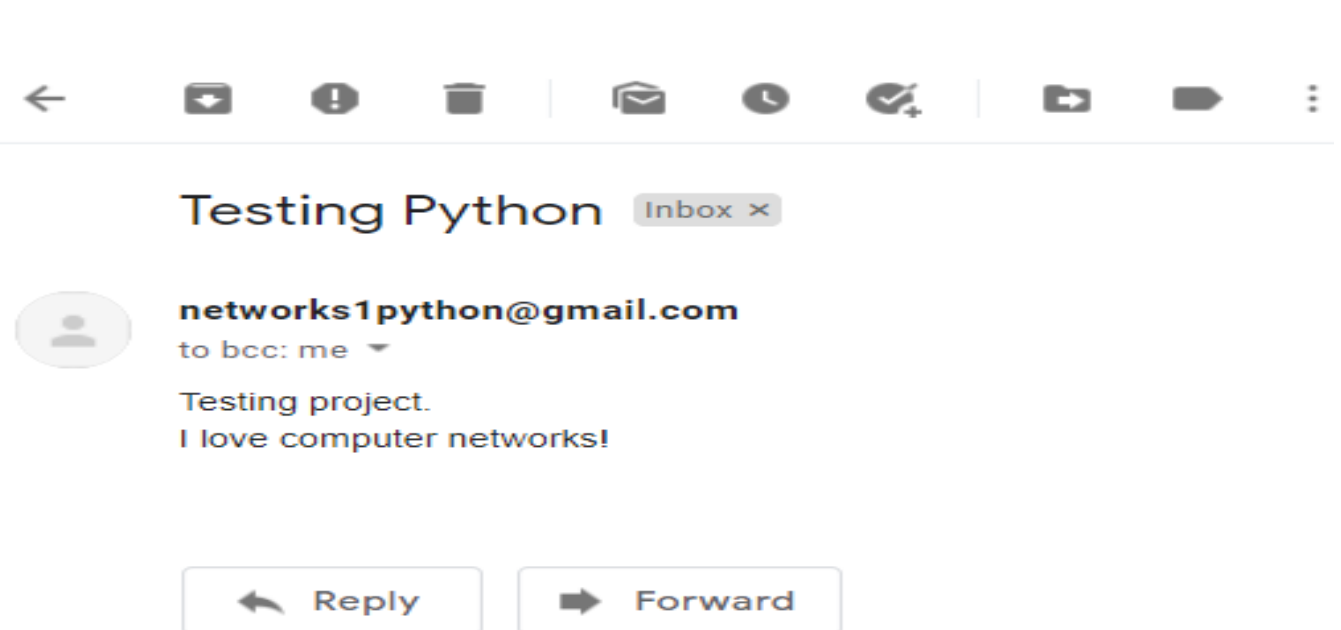 Testing Python Inbox ×
networks1python@gmail.com
to bcc: me
Testing project.
I love computer networks!
Reply Forward